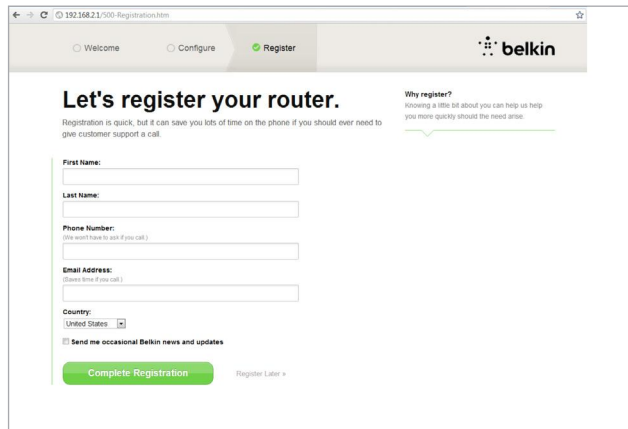 192.168.2.1/500-Registration.htm
Welcome
Configure
Register
belkin
Let's register your router.
Registration is quick, but it can save you lots of time on the phone if you should ever need to
give customer support a call.
Why register?
Knowing a little bit about you can help us help
you more quickly should the need arise.
First Name:
Last Name:
Phone Number:
(We won't have to ask if you call.)
Email Address:
(Saves time if you call.)
Country:
United States
Send me occasional Belkin news and updates
Complete Registration
Register Later »